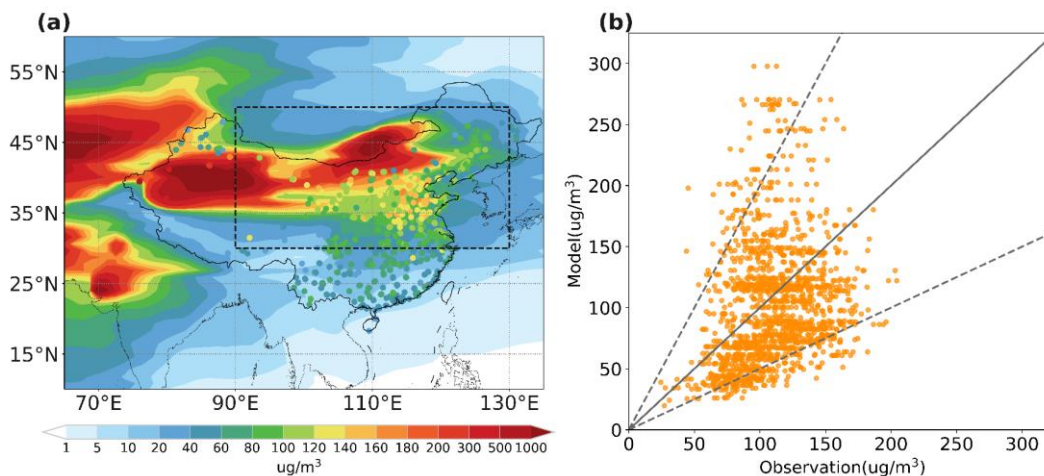 (a)
55°N
45°N
35°N
25°N
15°N
70°E 90°E 110°E 130°E
1 5 10 20 40 60 80 100 120 140 160 180 200 300 500 1000
ug/m³
(b)
300
250
200
150
100
50
0
Model(ug/m³)
0 50 100 150 200 250 300
Observation(ug/m³)